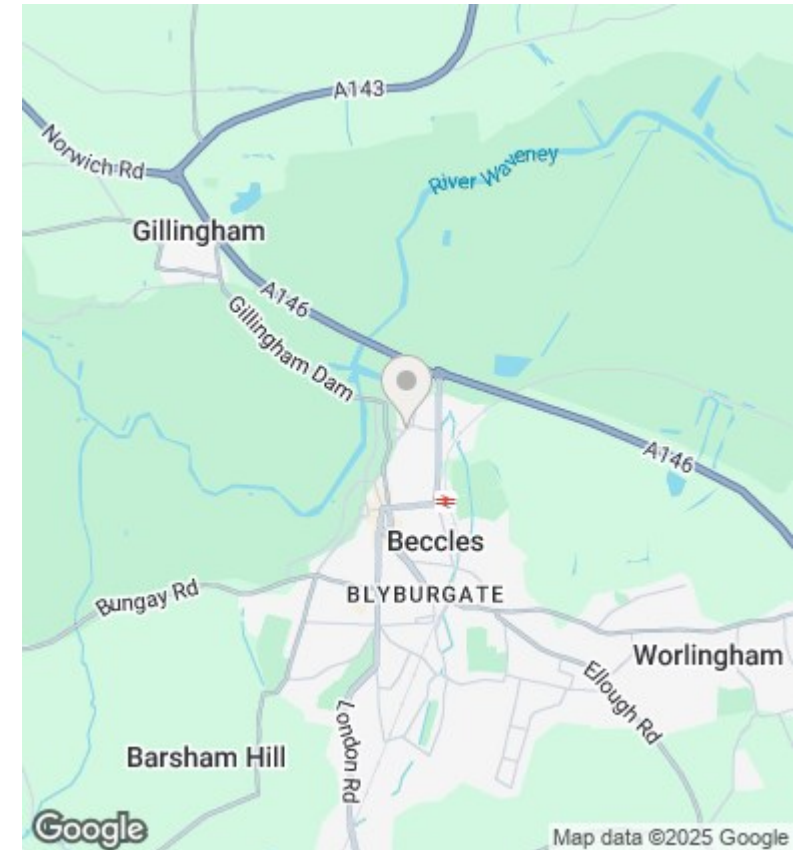 A143
Norwich Rd
River Waveney
Gillingham
A146
Gillingham Dam
A146
Beccles
BLYBURGATE
Bungay Rd
Worlingham
Ellough Rd
London Rd
Barsham Hill
Google
Map data ©2025 Google